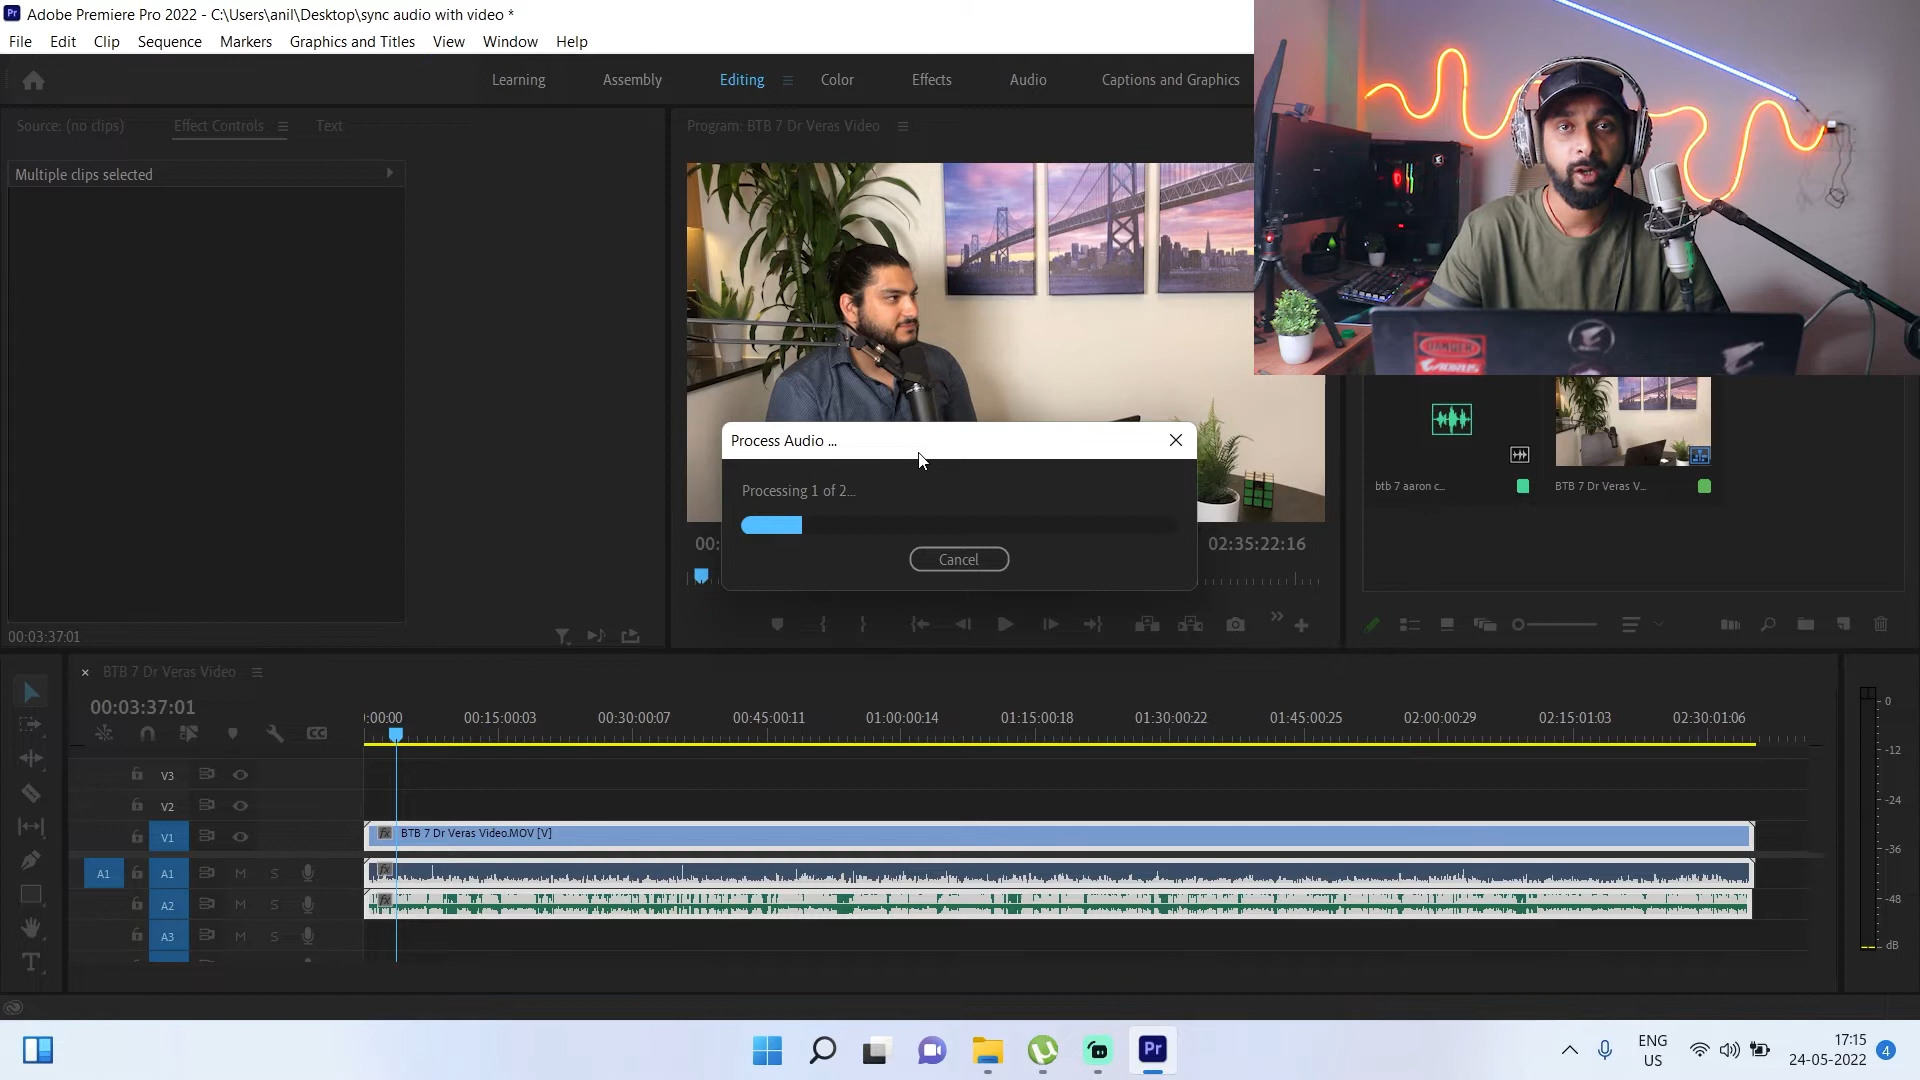 Adobe Premiere Pro 2022 - C:\Users\anil\Desktop\sync audio with video *
File Edit Clip Sequence Markers Graphics and Titles View Window Help
Learning Assembly Editing Color Effects Audio Captions and Graphics
Source: (no clips) Effect Controls Text
Program: BTB 7 Dr Veras Video
Multiple clips selected
DANGER
Process Audio ...
Processing 1 of 2...
Cancel
00:
02:35:22:16
btb 7 aaron c...
BTB 7 Dr Veras V...
00:03:37:01
BTB 7 Dr Veras Video
00:03:37:01
:00:00 00:15:00:03 00:30:00:07 00:45:00:11 01:00:00:14 01:15:00:18 01:30:00:22 01:45:00:25 02:00:00:29 02:15:01:03 02:30:01:06
V3
V2
V1 fx BTB 7 Dr Veras Video.MOV [V]
A1 A1 M S fx
A2 M S fx
A3 M S
0
-12
-24
-36
-48
dB
Pr
ENG
US
17:15
24-05-2022
4